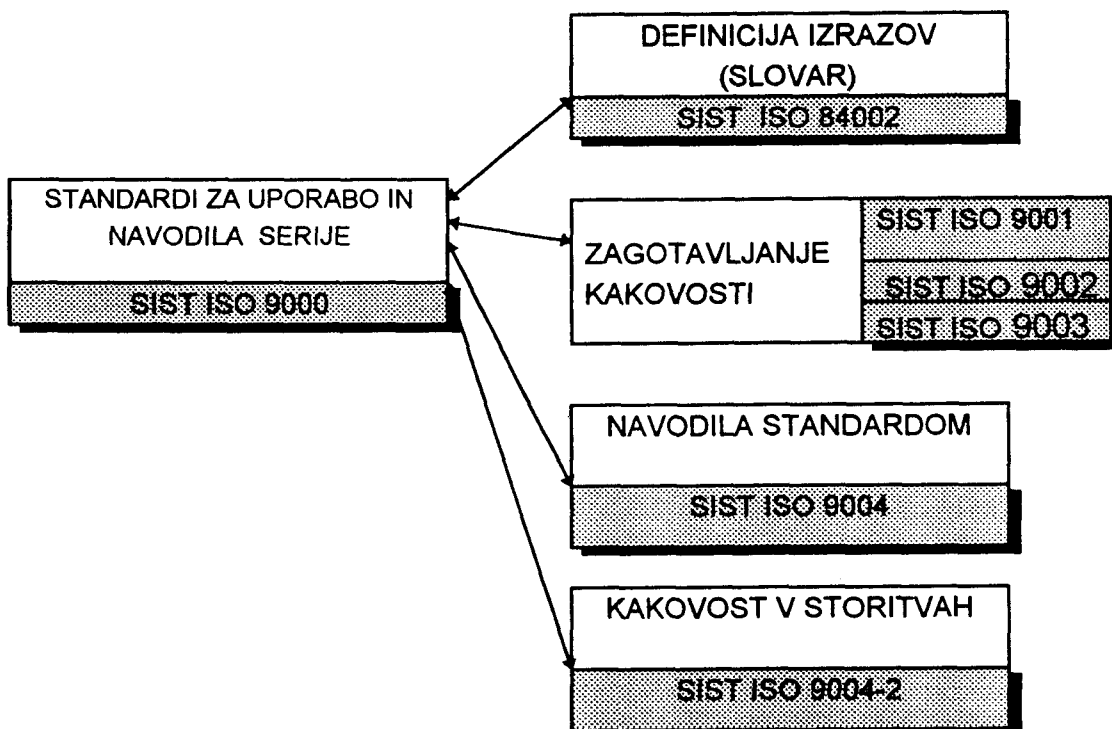 DEFINICIJA IZRAZOV
(SLOVAR)
SIST ISO 84002
STANDARDI ZA UPORABO IN
NAVODILA SERIJE
SIST ISO 9000
ZAGOTAVLJANJE
KAKOVOSTI
SIST ISO 9001
SIST ISO 9002
SIST ISO 9003
NAVODILA STANDARDOM
SIST ISO 9004
KAKOVOST V STORITVAH
SIST ISO 9004-2